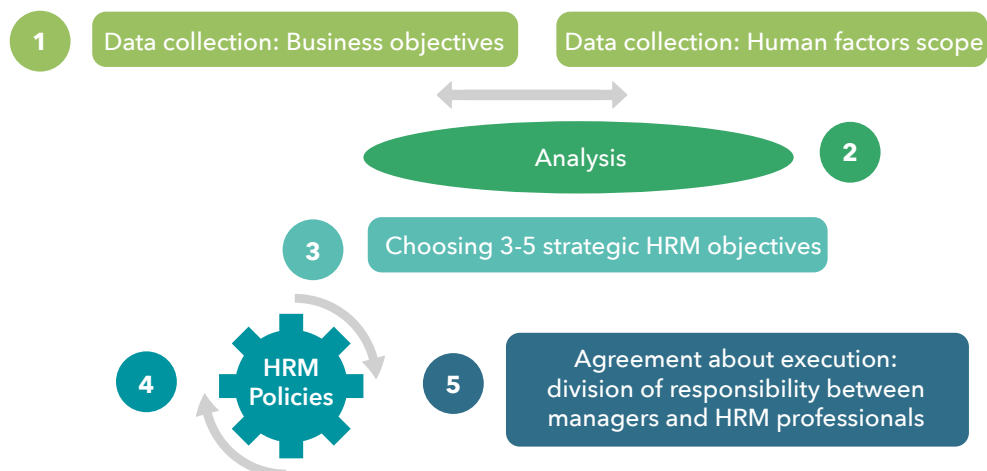 1
Data collection: Business objectives
Data collection: Human factors scope
Analysis
2
3
Choosing 3-5 strategic HRM objectives
4
HRM
Policies
5
Agreement about execution:
division of responsibility between
managers and HRM professionals